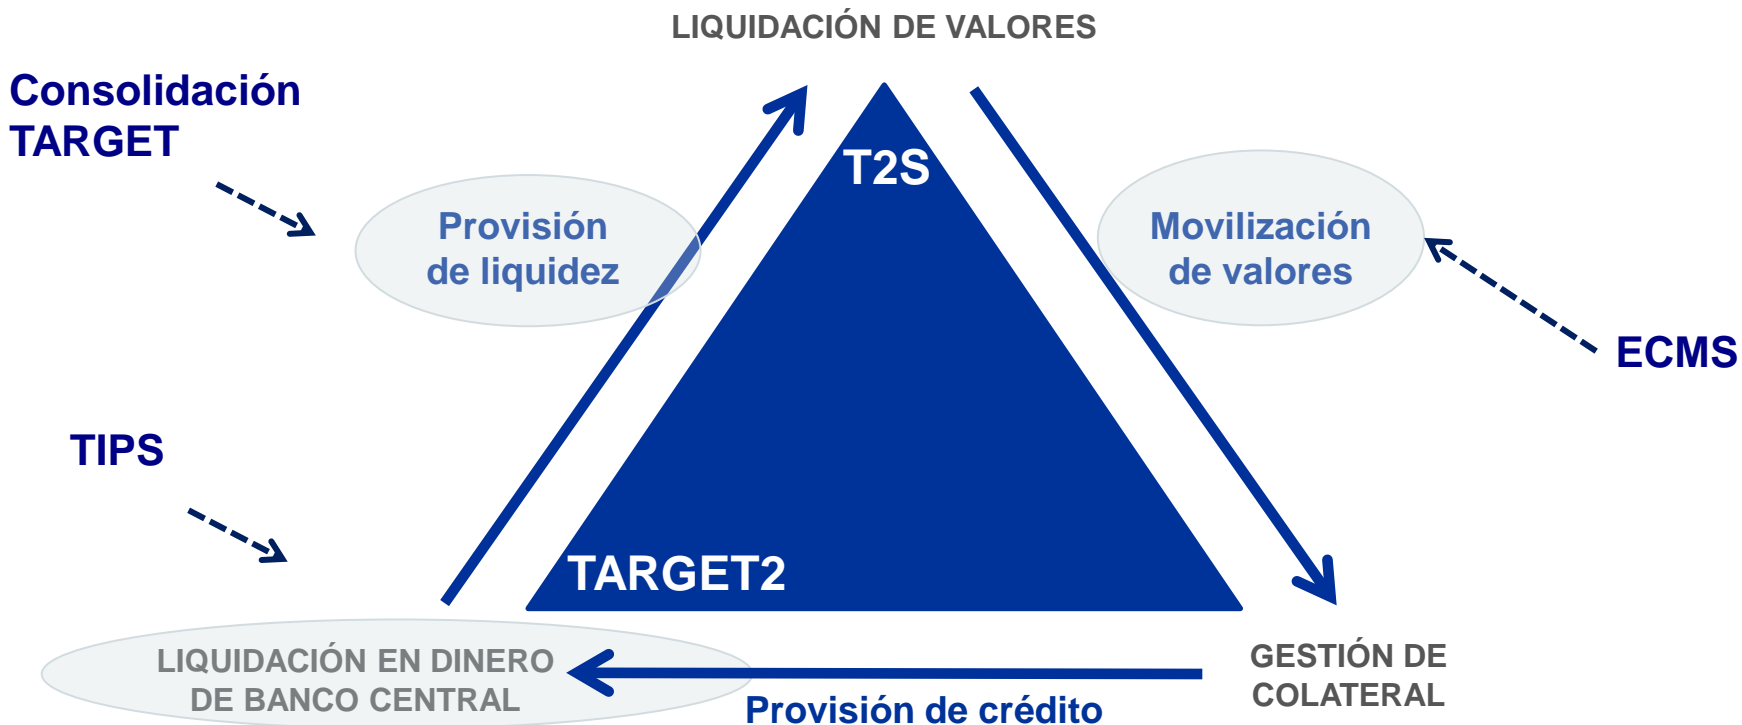 LIQUIDACIÓN DE VALORES
Consolidación
TARGET
T2S
Provisión
de liquidez
Movilización
de valores
ECMS
TIPS
TARGET2
LIQUIDACIÓN EN DINERO
DE BANCO CENTRAL
GESTIÓN DE
COLATERAL
Provisión de crédito